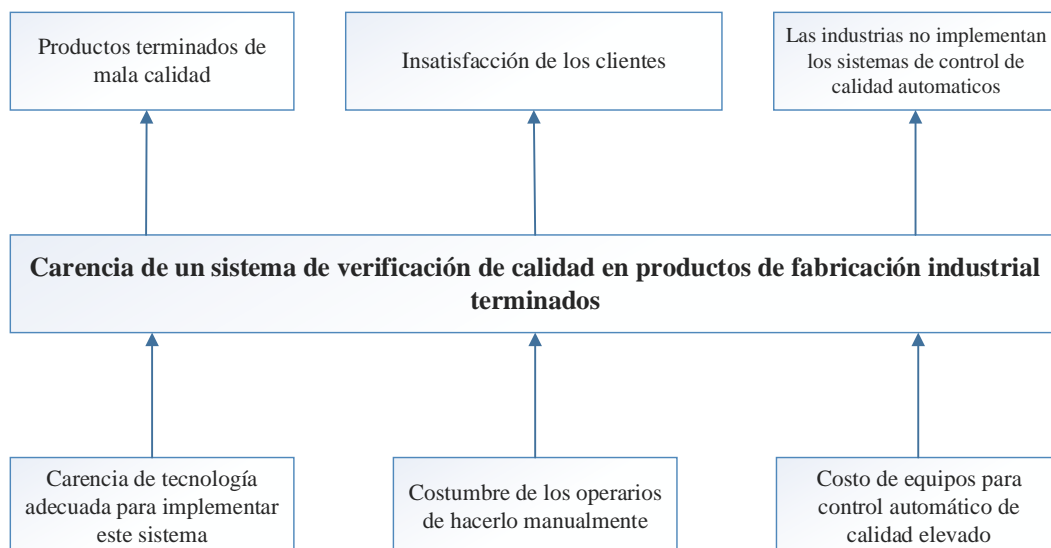 Productos terminados de
mala calidad
Insatisfacción de los clientes
Las industrias no implementan
los sistemas de control de
calidad automaticos
Carencia de un sistema de verificación de calidad en productos de fabricación industrial
terminados
Carencia de tecnología
adecuada para implementar
este sistema
Costumbre de los operarios
de hacerlo manualmente
Costo de equipos para
control automático de
calidad elevado